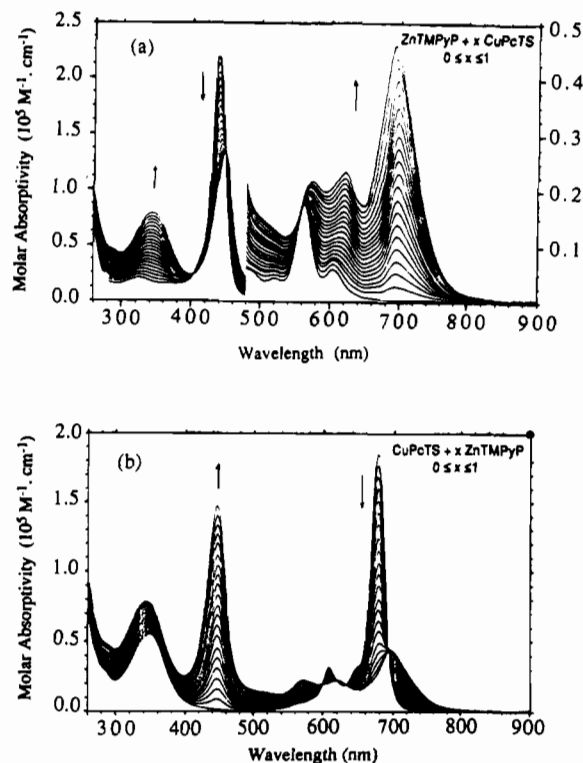 (a)
ZnTMPyP + x CuPcTS
0 ≤ x ≤1
Molar Absorptivity (10⁵ M⁻¹. cm⁻¹)
2.5
2.0
1.5
1.0
0.5
0.0
0.5
0.4
0.3
0.2
0.1
300 400 500 600 700 800 900
Wavelength (nm)
(b)
CuPcTS + x ZnTMPyP
0 ≤ x ≤1
Molar Absorptivity (10⁵ M⁻¹. cm⁻¹)
2.0
1.5
1.0
0.5
0.0
300 400 500 600 700 800 900
Wavelength (nm)